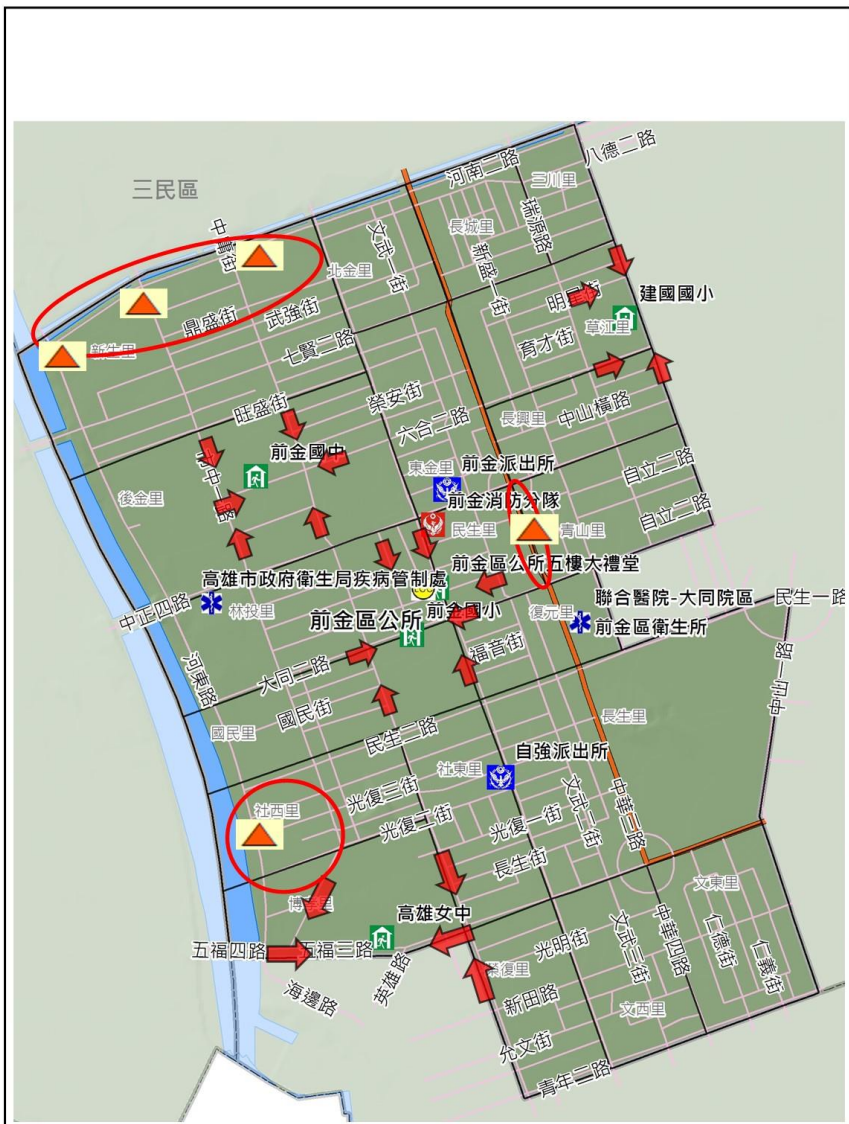 三民區
河南二路
八德二路
三川里
中庸街
文武一街
長城里
瑞源路
北金里
新盛一街
建國國小
草江里
鼎盛街
武強街
七賢二路
育才街
新生里
榮安街
旺盛街
六合二路
長興里
中山橫路
前金國中
東金里
前金派出所
自立二路
後金里
前金消防分隊
民生里
青山里
自立二路
高雄市政府衛生局疾病管制處
前金區公所五樓大禮堂
中正四路
林投里
前金區公所
前金國小
復元里
聯合醫院-大同院區
民生一路
前金區衛生所
河東路
大同二路
福音街
中山一路
國民街
國民里
民生二路
長生里
自強派出所
社東里
社西里
光復三街
光復二街
光復一街
文武二街
中華三路
長生街
高雄女中
文東里
五福四路
五福三路
光明街
文武三街
中華四路
仁德街
仁義街
海邊路
英雄路
新田路
文西里
允文街
青年二路